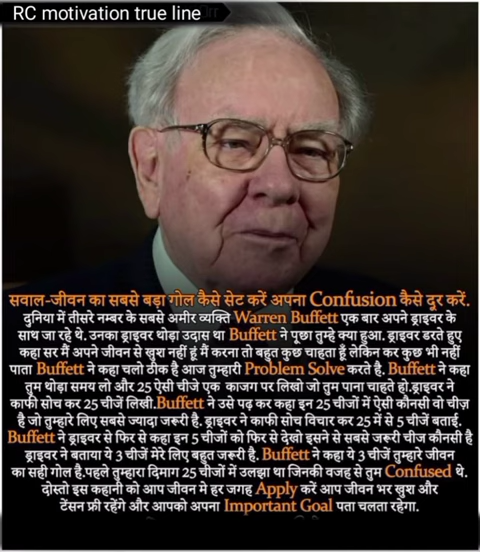 RC motivation true line
सवाल-जीवन का सबसे बड़ा गोल कैसे सेट करें अपना Confusion कैसे दूर करें.
दुनिया में तीसरे नम्बर के सबसे अमीर व्यक्ति Warren Buffett एक बार अपने ड्राइवर के
साथ जा रहे थे. उनका ड्राइवर थोड़ा उदास था Buffett ने पूछा तुम्हे क्या हुआ. ड्राइवर डरते हुए
कहा सर मैं अपने जीवन से खुश नहीं हूं मैं करना तो बहुत कुछ चाहता हूँ लेकिन कर कुछ भी नहीं
पाता Buffett ने कहा चलो ठीक है आज तुम्हारी Problem Solve करते है. Buffett ने कहा
तुम थोड़ा समय लो और 25 ऐसी चीजे एक काजग पर लिखो जो तुम पाना चाहते हो.ड्राइवर ने
काफी सोच कर 25 चीजें लिखी.Buffett ने उसे पढ़ कर कहा इन 25 चीजों में ऐसी कौनसी वो चीज़
है जो तुम्हारे लिए सबसे ज्यादा जरूरी है. ड्राइवर ने काफी सोच विचार कर 25 में से 5 चीजें बताई.
Buffett ने ड्राइवर से फिर से कहा इन 5 चीजों को फिर से देखो इसने से सबसे जरूरी चीज कौनसी है
ड्राइवर ने बताया ये 3 चीजें मेरे लिए बहुत जरूरी है. Buffett ने कहा ये 3 चीजें तुम्हारे जीवन
का सही गोल है.पहले तुम्हारा दिमाग 25 चीजों में उलझा था जिनकी वजह से तुम Confused थे.
दोस्तो इस कहानी को आप जीवन मे हर जगह Apply करें आप जीवन भर खुश और
टेंसन फ्री रहेंगे और आपको अपना Important Goal पता चलता रहेगा.